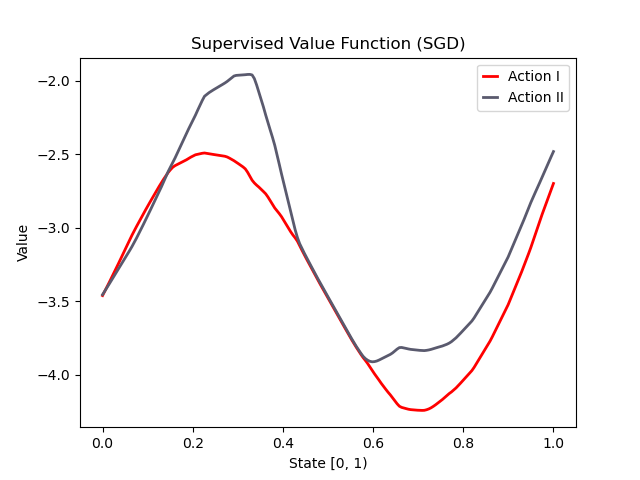 Supervised Value Function (SGD)
Action I
Action II
Value
−2.0
−2.5
−3.0
−3.5
−4.0
0.0 0.2 0.4 0.6 0.8 1.0
State [0, 1)